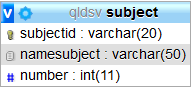 v qldsv subject
subjectid : varchar(20)
namesubject : varchar(50)
number : int(11)